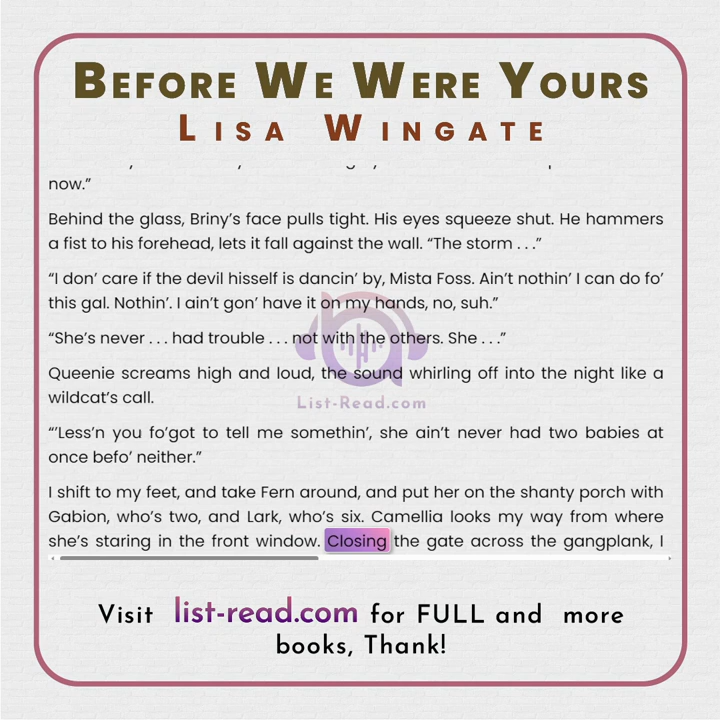 BEFORE WE WERE YOURS
LISA WINGATE
now.”
Behind the glass, Briny’s face pulls tight. His eyes squeeze shut. He hammers
a fist to his forehead, lets it fall against the wall. “The storm . . .”
“I don’ care if the devil hisself is dancin’ by, Mista Foss. Ain’t nothin’ I can do fo’
this gal. Nothin’. I ain’t gon’ have it on my hands, no, suh.”
“She’s never . . . had trouble . . . not with the others. She . . .”
Queenie screams high and loud, the sound whirling off into the night like a
wildcat’s call.
List-Read.com
“’Less’n you fo’got to tell me somethin’, she ain’t never had two babies at
once befo’ neither.”
I shift to my feet, and take Fern around, and put her on the shanty porch with
Gabion, who’s two, and Lark, who’s six. Camellia looks my way from where
she’s staring in the front window. Closing the gate across the gangplank, I
Visit list-read.com for FULL and more
books, Thank!